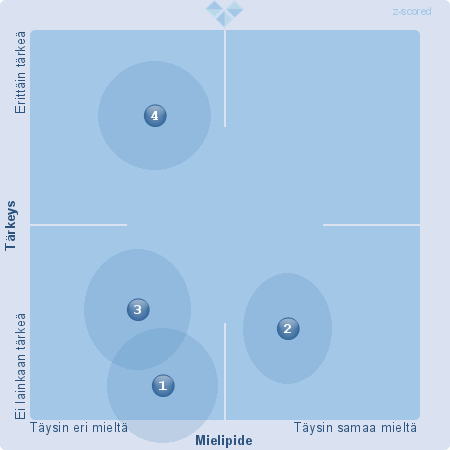 z-scored
Erittäin tärkeä
4
Tärkeys
3
2
1
Ei lainkaan tärkeä
Täysin eri mieltä
Täysin samaa mieltä
Mielipide